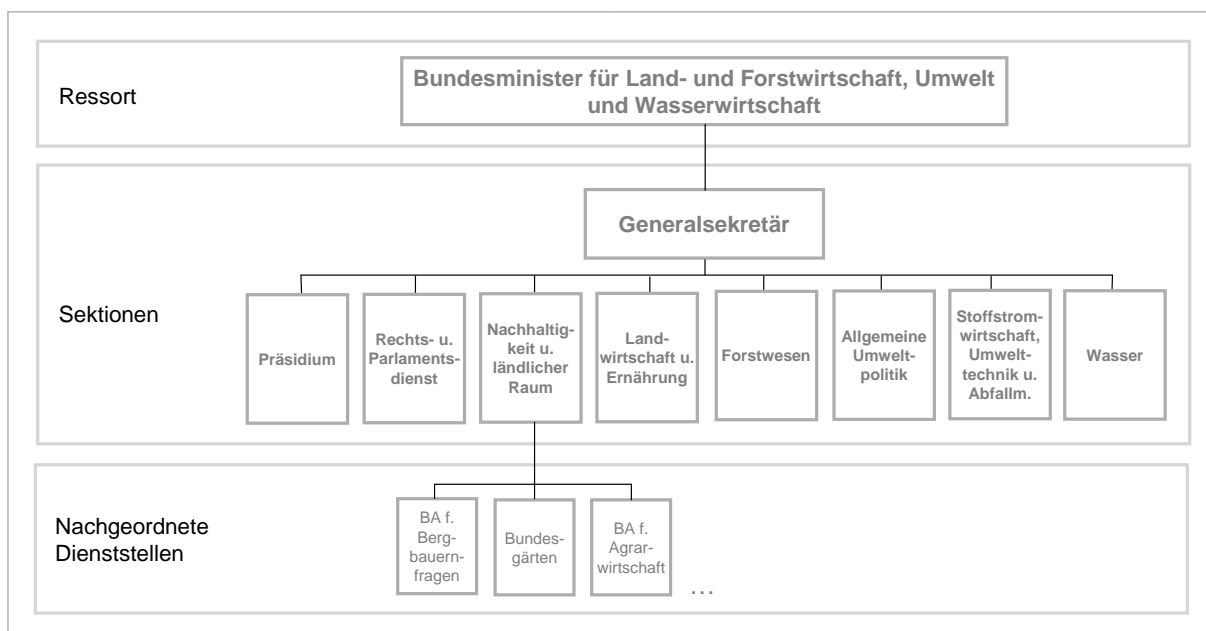 Ressort
Bundesminister für Land- und Forstwirtschaft, Umwelt
und Wasserwirtschaft
Generalsekretär
Sektionen
Präsidium
Rechts- u.
Parlaments-
dienst
Nachhaltig-
keit u.
ländlicher
Raum
Land-
wirtschaft u.
Ernährung
Forstwesen
Allgemeine
Umwelt-
politik
Stoffstrom-
wirtschaft,
Umwelt-
technik u.
Abfallm.
Wasser
Nachgeordnete
Dienststellen
BA f.
Berg-
bauern-
fragen
Bundes-
gärten
BA f.
Agrar-
wirtschaft
…